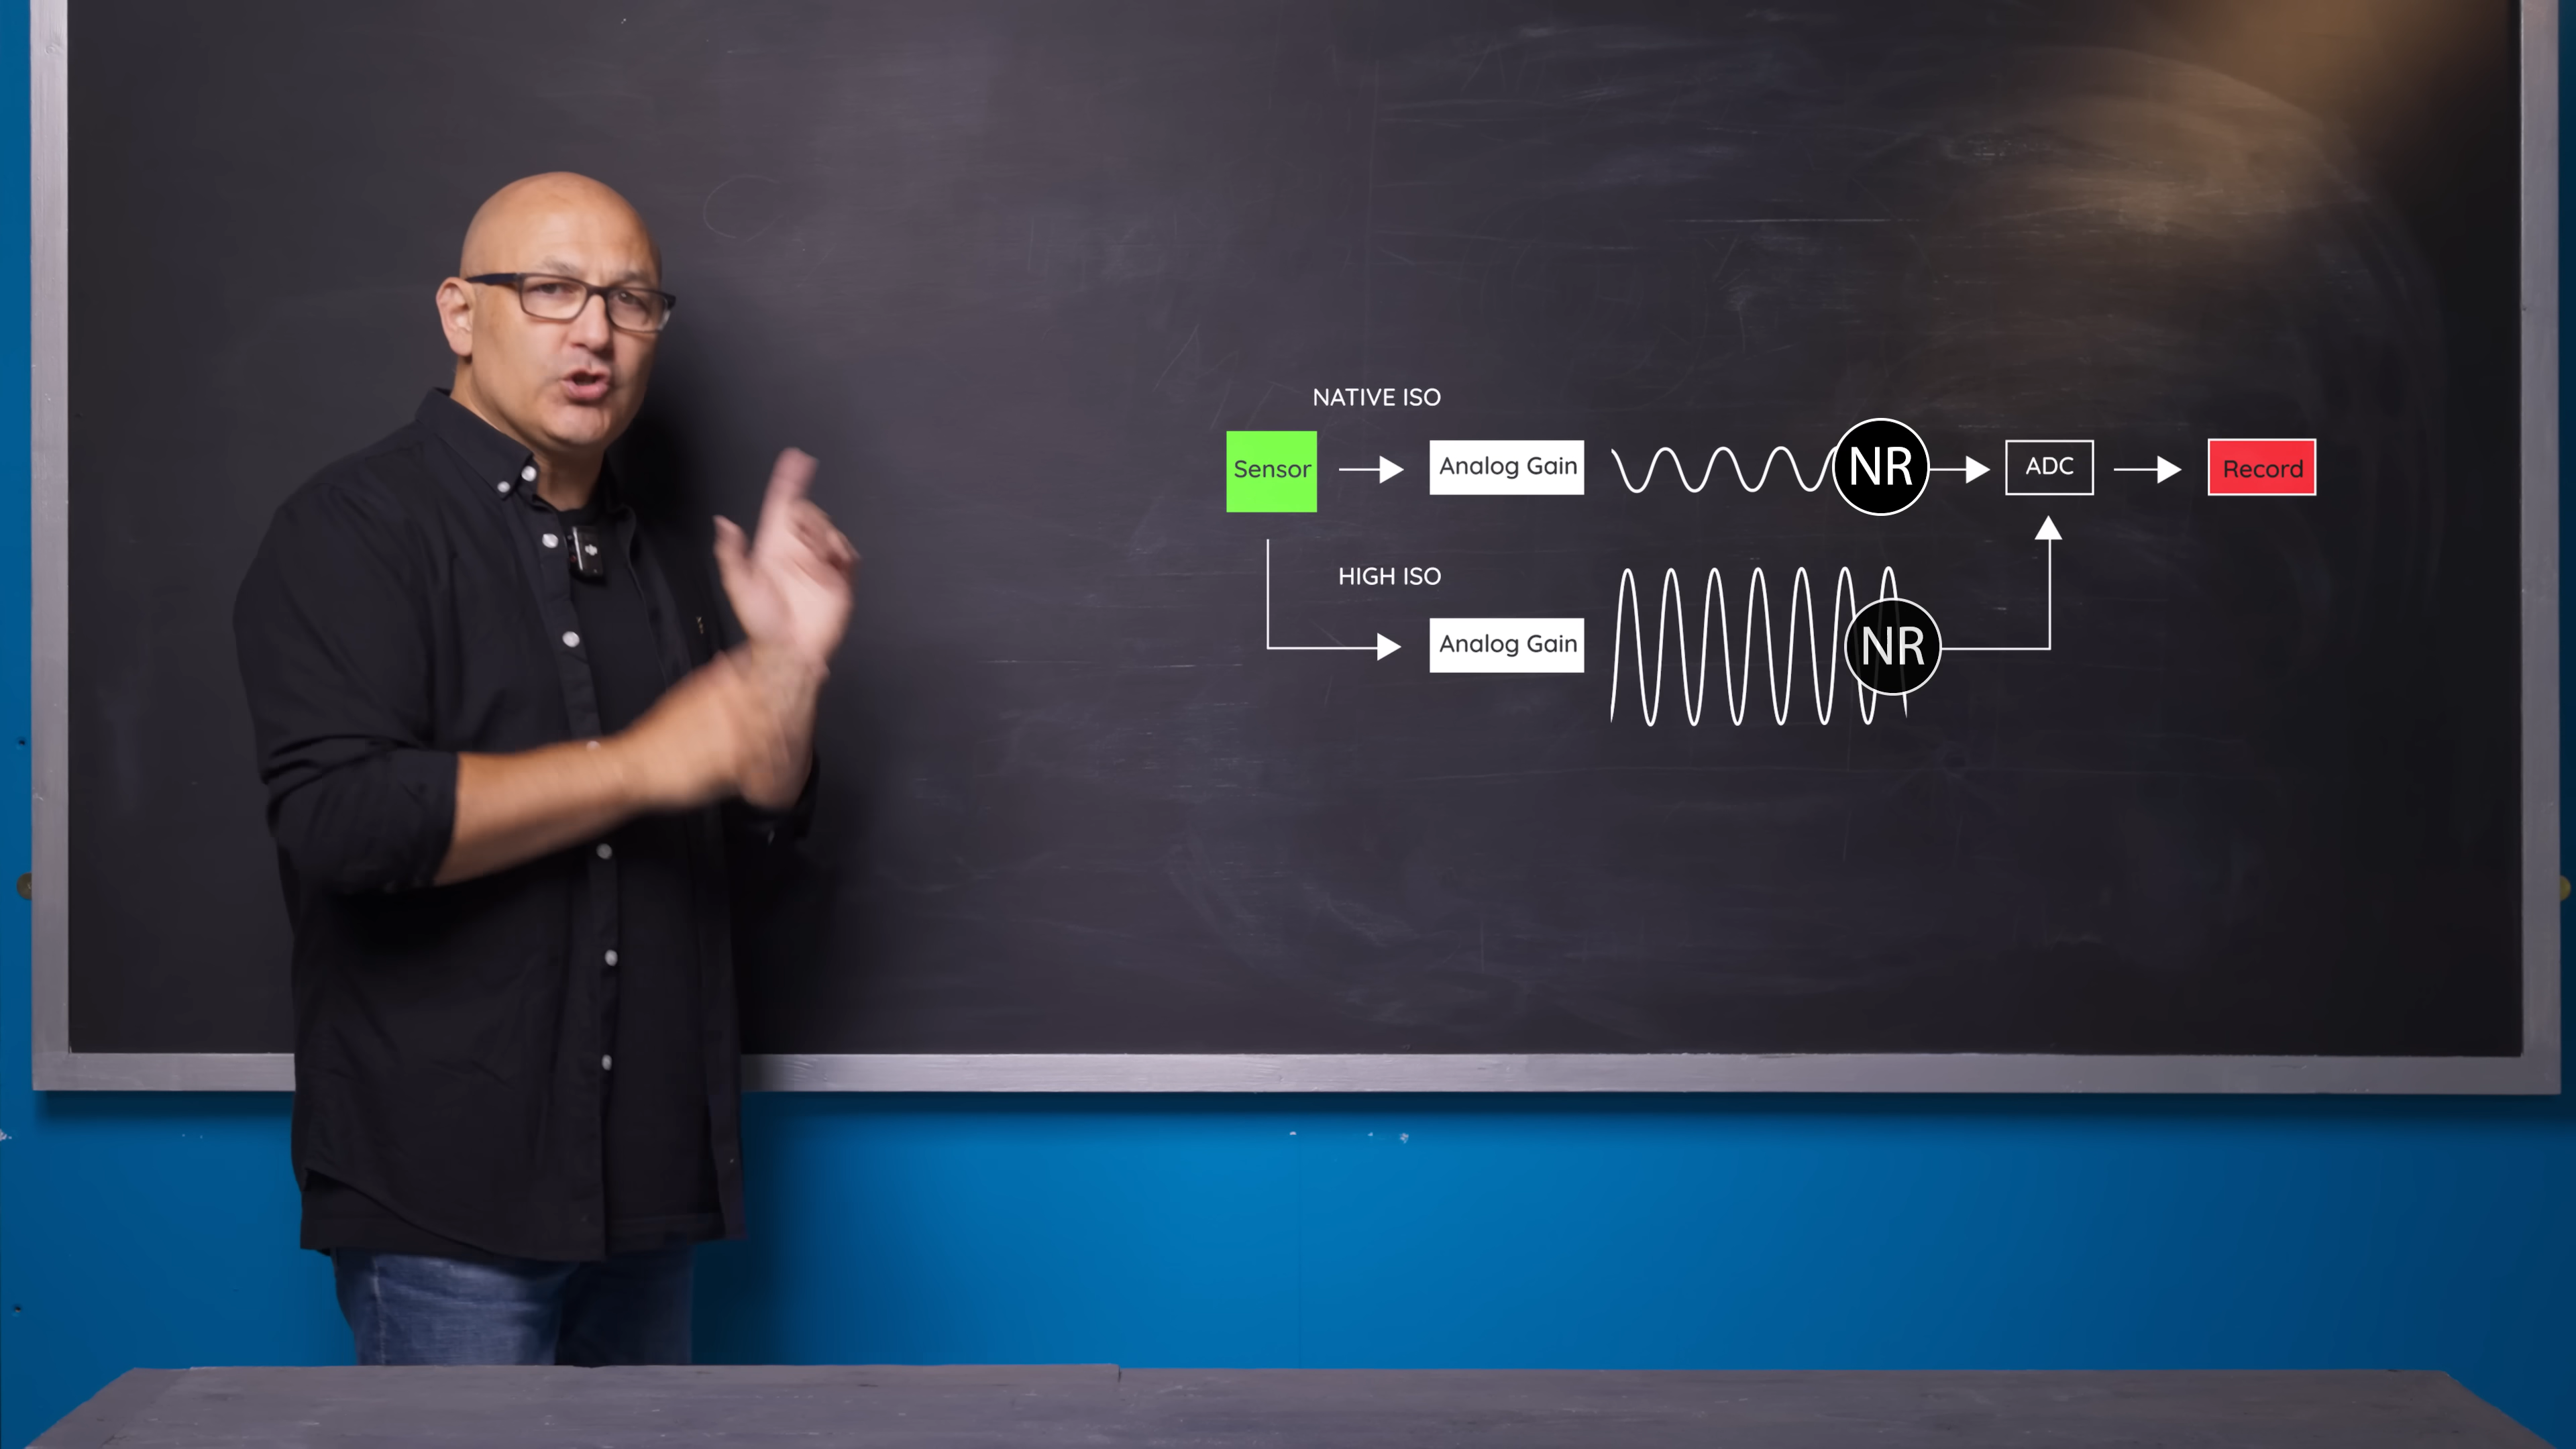 NATIVE ISO
Sensor
Analog Gain
NR
ADC
Record
HIGH ISO
Analog Gain
NR